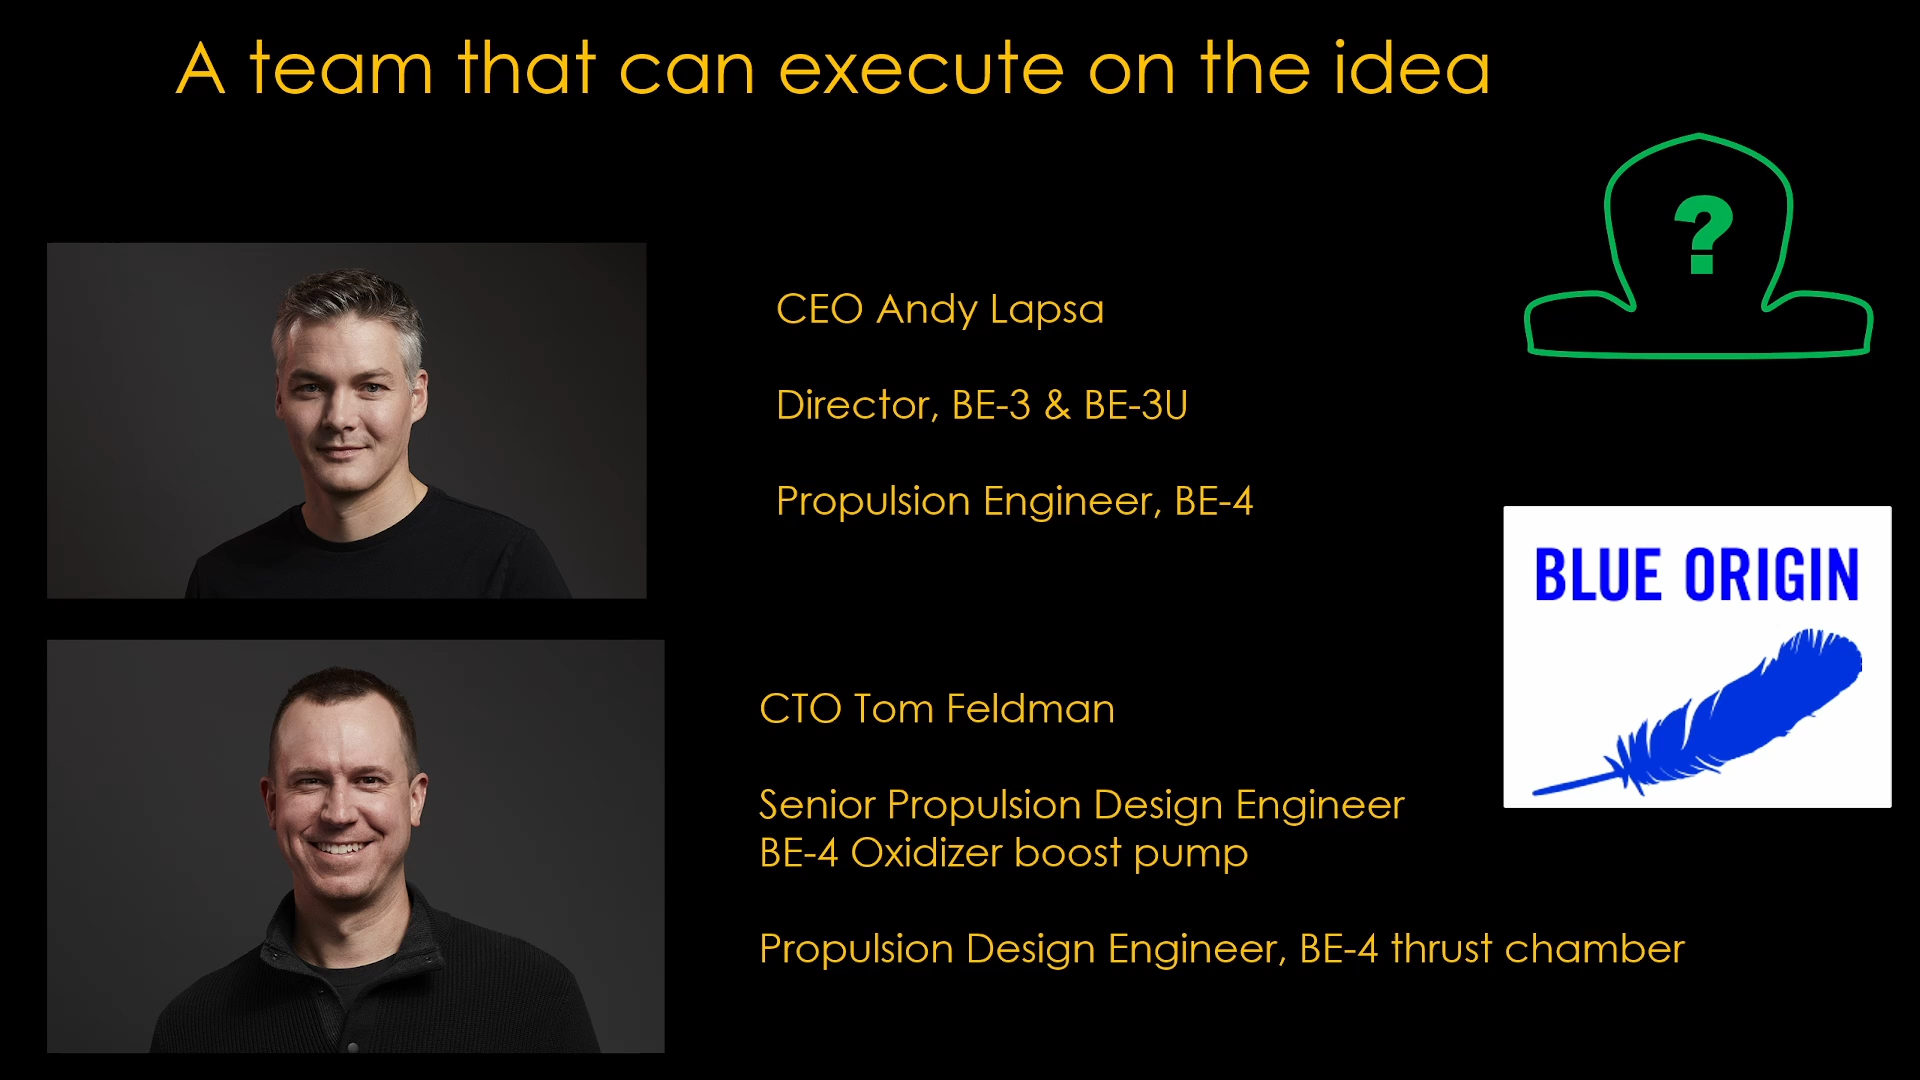 A team that can execute on the idea
?
CEO Andy Lapsa
Director, BE-3 & BE-3U
Propulsion Engineer, BE-4
BLUE ORIGIN
CTO Tom Feldman
Senior Propulsion Design Engineer
BE-4 Oxidizer boost pump
Propulsion Design Engineer, BE-4 thrust chamber